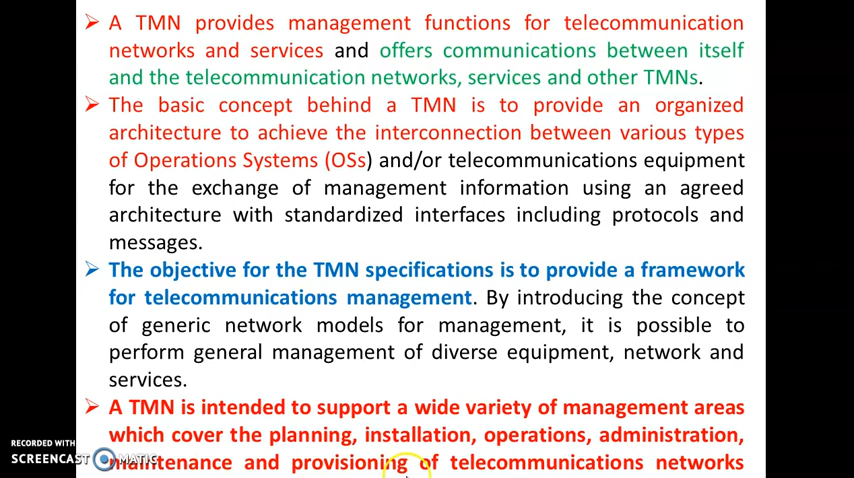 ➢ A TMN provides management functions for telecommunication
networks and services and offers communications between itself
and the telecommunication networks, services and other TMNs.
➢ The basic concept behind a TMN is to provide an organized
architecture to achieve the interconnection between various types
of Operations Systems (OSs) and/or telecommunications equipment
for the exchange of management information using an agreed
architecture with standardized interfaces including protocols and
messages.
➢ The objective for the TMN specifications is to provide a framework
for telecommunications management. By introducing the concept
of generic network models for management, it is possible to
perform general management of diverse equipment, network and
services.
➢ A TMN is intended to support a wide variety of management areas
which cover the planning, installation, operations, administration,
maintenance and provisioning of telecommunications networks
RECORDED WITH
SCREENCAST MATIC